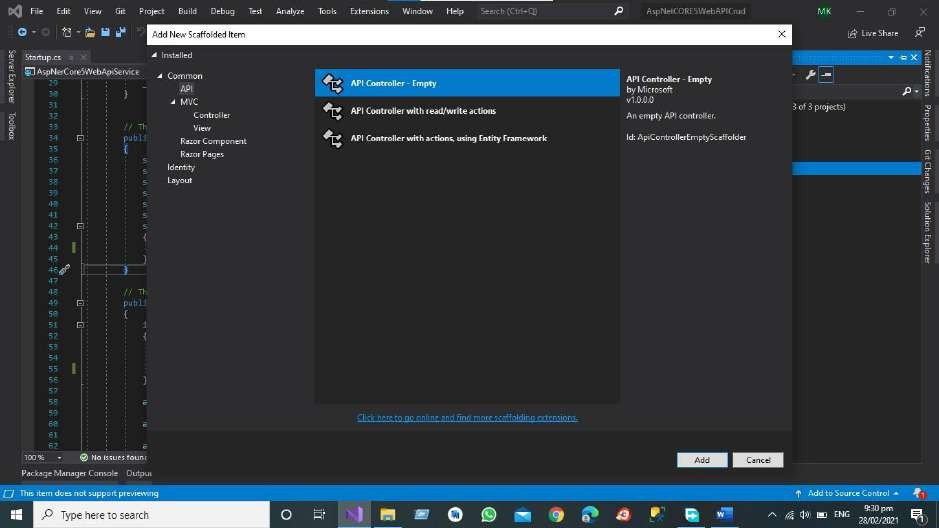 File Edit View Git Project Build Debug Test Analyze Tools Extensions Window Help Search (Ctrl+Q) AspNetCORE5WebAPICrud MK
Live Share
Add New Scaffolded Item
Installed
Common
API
MVC
Controller
View
Razor Component
Razor Pages
Identity
Layout
API Controller - Empty
API Controller with read/write actions
API Controller with actions, using Entity Framework
API Controller - Empty
by Microsoft
v1.0.0.0
An empty API controller.
Id: ApiControllerEmptyScaffolder
Click here to go online and find more scaffolding extensions.
Add Cancel
Server Explorer
Toolbox
Startup.cs
AspNerCore5WebApiService
29
30 }
31
32
33 // Th
34 public
35 {
36 s
37 s
38 s
39 s
40 s
41 s
42 s
43 {
44
45 }
46 }
47
48 // Th
49 publi
50 {
51 i
52 {
53
54
55
56 }
57
58 a
59
60 a
61
62 a
3 of 3 projects)
Notifications
Properties
Git Changes
Solution Explorer
100 % No issues foun
Package Manager Console Outpu
This item does not support previewing Add to Source Control 1
Type here to search
ENG 9:30 pm
28/02/2021
1